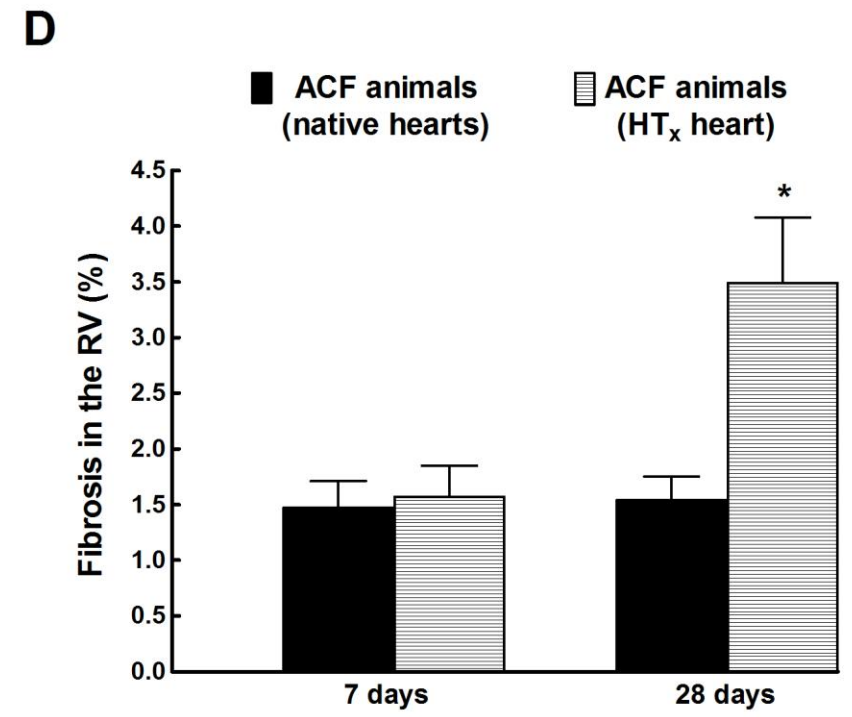 D
ACF animals
(native hearts)
ACF animals
(HTx heart)
*
Fibrosis in the RV (%)
4.5
4.0
3.5
3.0
2.5
2.0
1.5
1.0
0.5
0.0
7 days
28 days